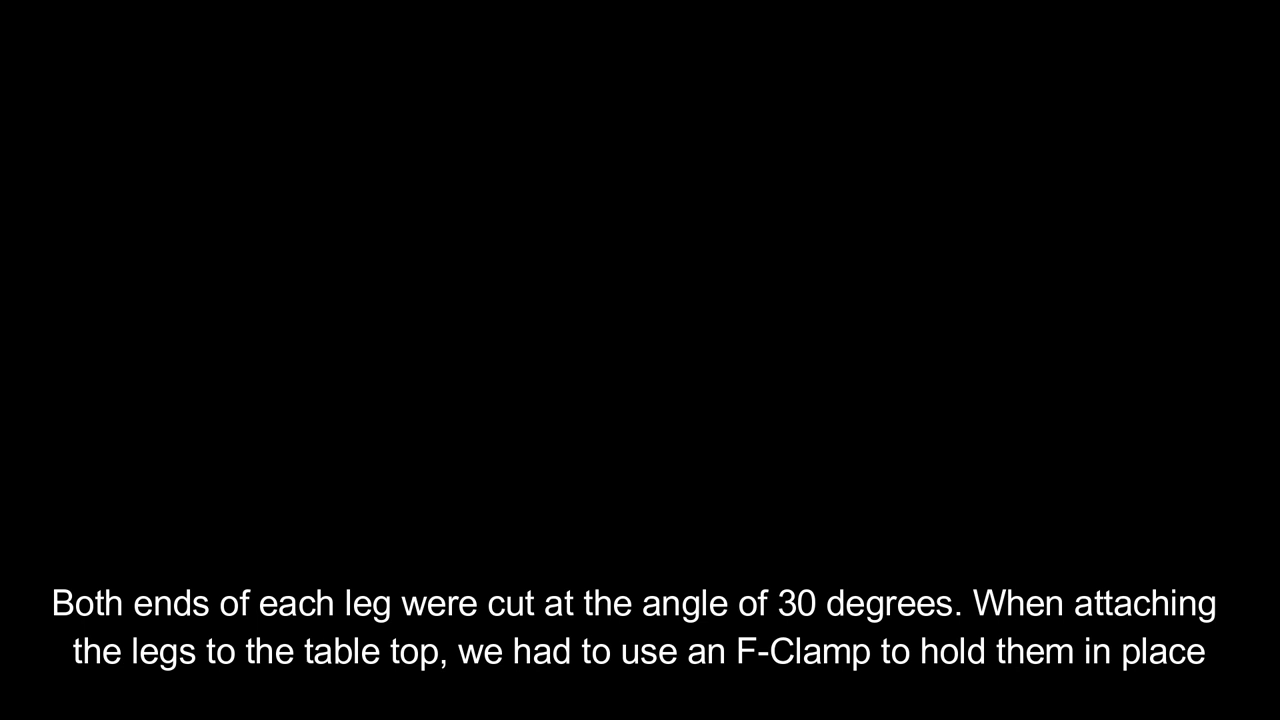 Both ends of each leg were cut at the angle of 30 degrees. When attaching
the legs to the table top, we had to use an F-Clamp to hold them in place